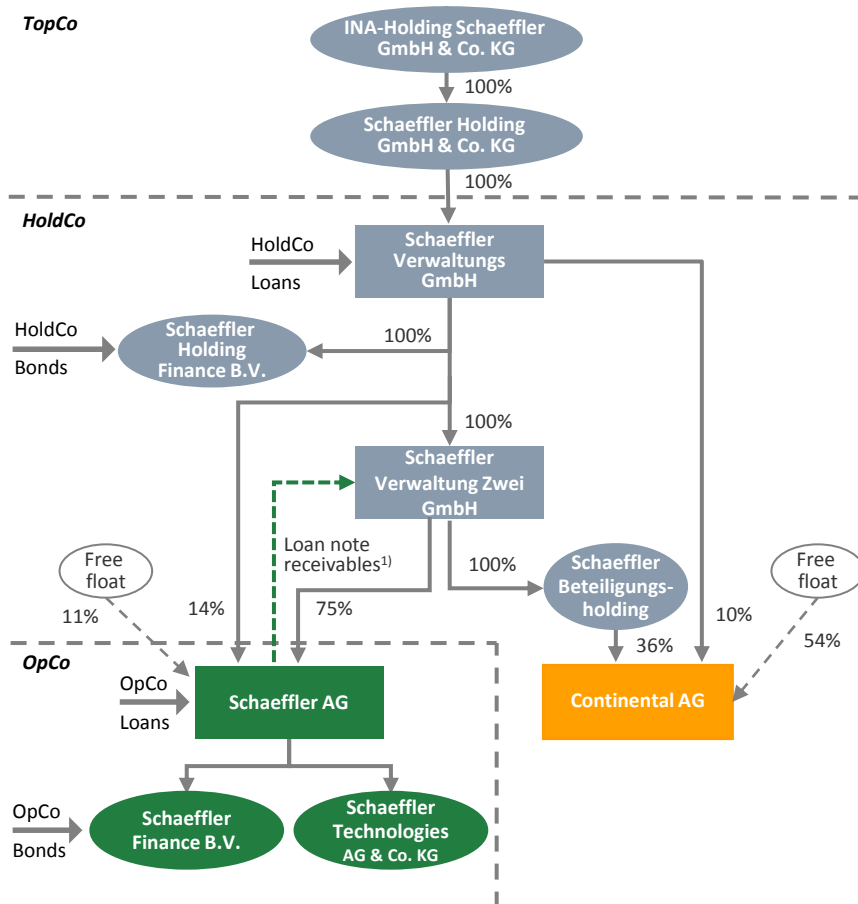 TopCo
INA-Holding Schaeffler
GmbH & Co. KG
100%
Schaeffler Holding
GmbH & Co. KG
100%
HoldCo
Schaeffler
Verwaltungs
GmbH
HoldCo
Loans
HoldCo
Bonds
Schaeffler
Holding
Finance B.V.
100%
100%
Schaeffler
Verwaltung Zwei
GmbH
Loan note
receivables1)
100%
Schaeffler
Beteiligungs-
holding
Free
float
11%
14%
75%
36%
10%
Free
float
54%
OpCo
OpCo
Loans
Schaeffler AG
Continental AG
OpCo
Bonds
Schaeffler
Finance B.V.
Schaeffler
Technologies
AG & Co. KG